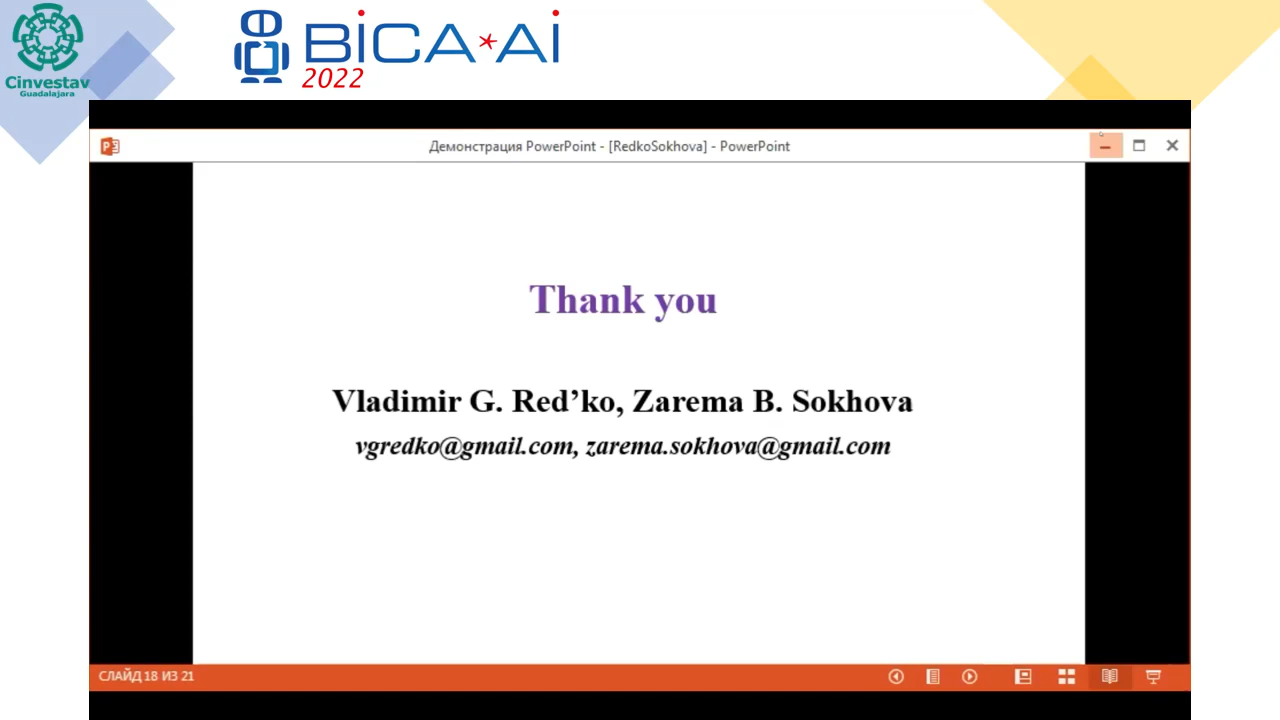 Cinvestav
Guadalajara
BiCA*Ai
2022
Демонстрация PowerPoint - [RedkoSokhova] - PowerPoint
Thank you
Vladimir G. Red’ko, Zarema B. Sokhova
vgredko@gmail.com, zarema.sokhova@gmail.com
СЛАЙД 18 ИЗ 21